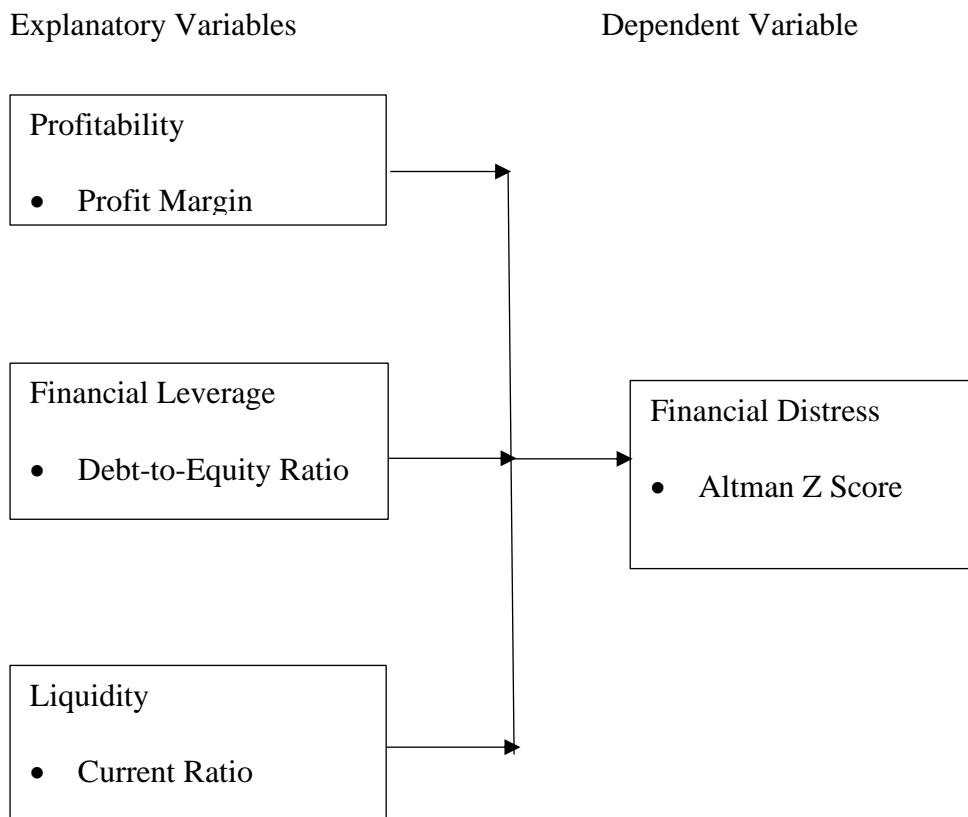 Explanatory Variables
Dependent Variable
Profitability
• Profit Margin
Financial Leverage
• Debt-to-Equity Ratio
Financial Distress
• Altman Z Score
Liquidity
• Current Ratio